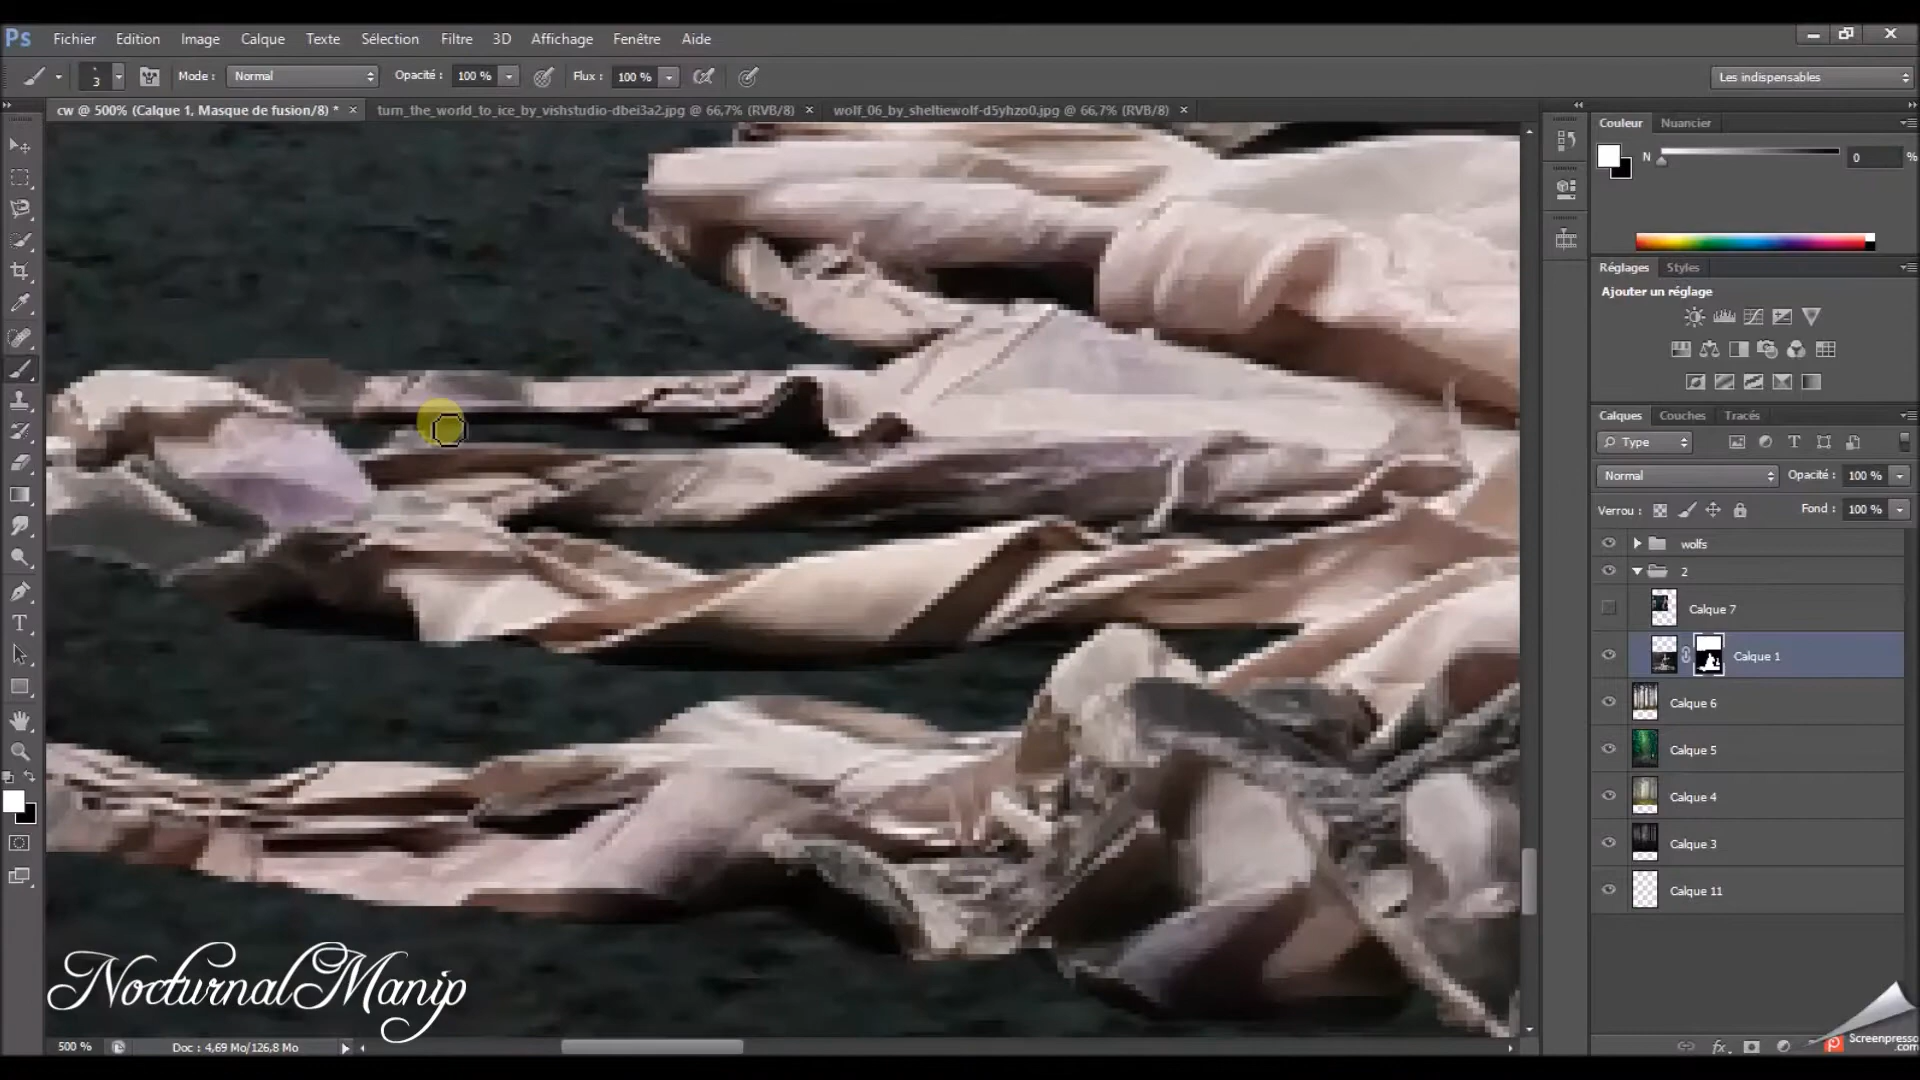 Ps Fichier Edition Image Calque Texte Sélection Filtre 3D Affichage Fenêtre Aide
3 Mode : Normal Opacité : 100 % Flux : 100 % Les indispensables
cw @ 500% (Calque 1, Masque de fusion/8) * × turn_the_world_to_ice_by_vishstudio-dbei3a2.jpg @ 66,7% (RVB/8) × wolf_06_by_sheltiewolf-d5yhzo0.jpg @ 66,7% (RVB/8) ×
Couleur Nuancier
N 0 %
Réglages Styles
Ajouter un réglage
Calques Couches Tracés
Type
Normal Opacité : 100 %
Verrou : Fond : 100 %
wolfs
2
Calque 7
Calque 1
Calque 6
Calque 5
Calque 4
Calque 3
Calque 11
NocturnalManip
500 % Doc : 4,69 Mo/126,8 Mo
fx
Screenpresso
.com